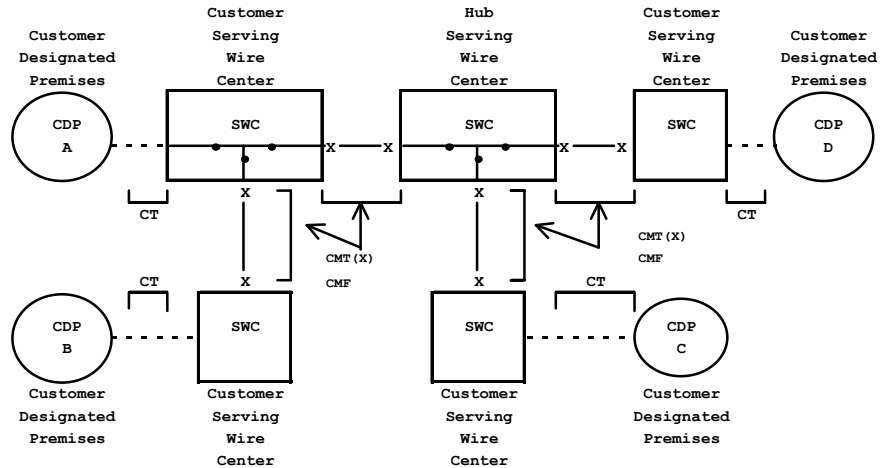 Customer
Serving
Wire
Center
Hub
Serving
Wire
Center
Customer
Serving
Wire
Center
Customer
Designated
Premises
Customer
Designated
Premises
CDP
A
SWC
X
X
SWC
X
X
SWC
CDP
D
CT
X
X
CT
CMT(X)
CMF
CMT(X)
CMF
CT
X
X
CT
CDP
B
SWC
SWC
CDP
C
Customer
Designated
Premises
Customer
Serving
Wire
Center
Customer
Serving
Wire
Center
Customer
Designated
Premises